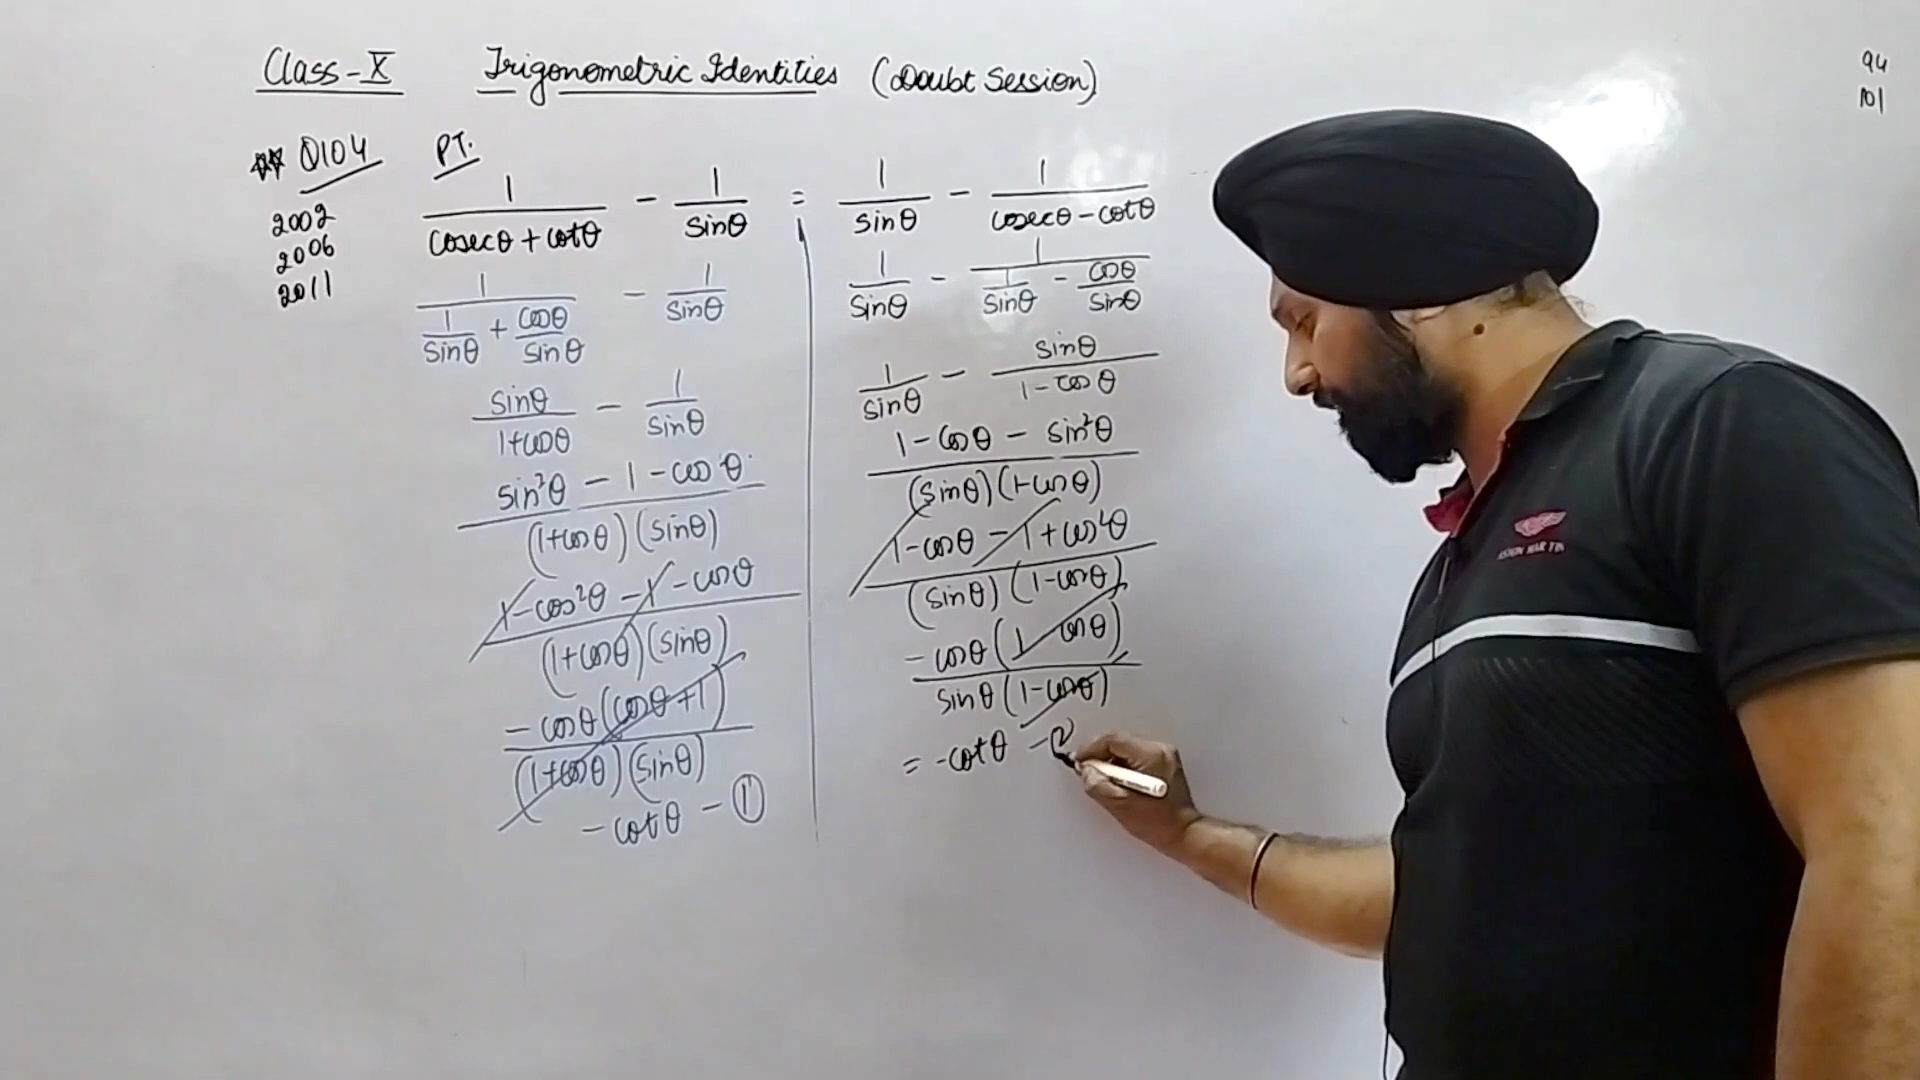 Class - X Trigonometric Identities (Doubt Session)
94
101
Q104 PT.
2002
2006
2011
1/(cosecθ + cotθ) - 1/sinθ = 1/sinθ - 1/(cosecθ - cotθ)
1/(1/sinθ + cosθ/sinθ) - 1/sinθ
sinθ/(1+cosθ) - 1/sinθ
(sin²θ - 1 - cosθ)/((1+cosθ)(sinθ))
(1 - cos²θ - 1 - cosθ)/((1+cosθ)(sinθ))
-cosθ(cosθ+1)/((1+cosθ)(sinθ))
-cotθ - ①
1/sinθ - 1/(1/sinθ - cosθ/sinθ)
1/sinθ - sinθ/(1-cosθ)
(1 - cosθ - sin²θ)/((sinθ)(1-cosθ))
(1 - cosθ - 1 + cos²θ)/((sinθ)(1-cosθ))
-cosθ(1 cosθ)/(sinθ(1-cosθ))
= -cotθ - 2
ASTON MARTIN